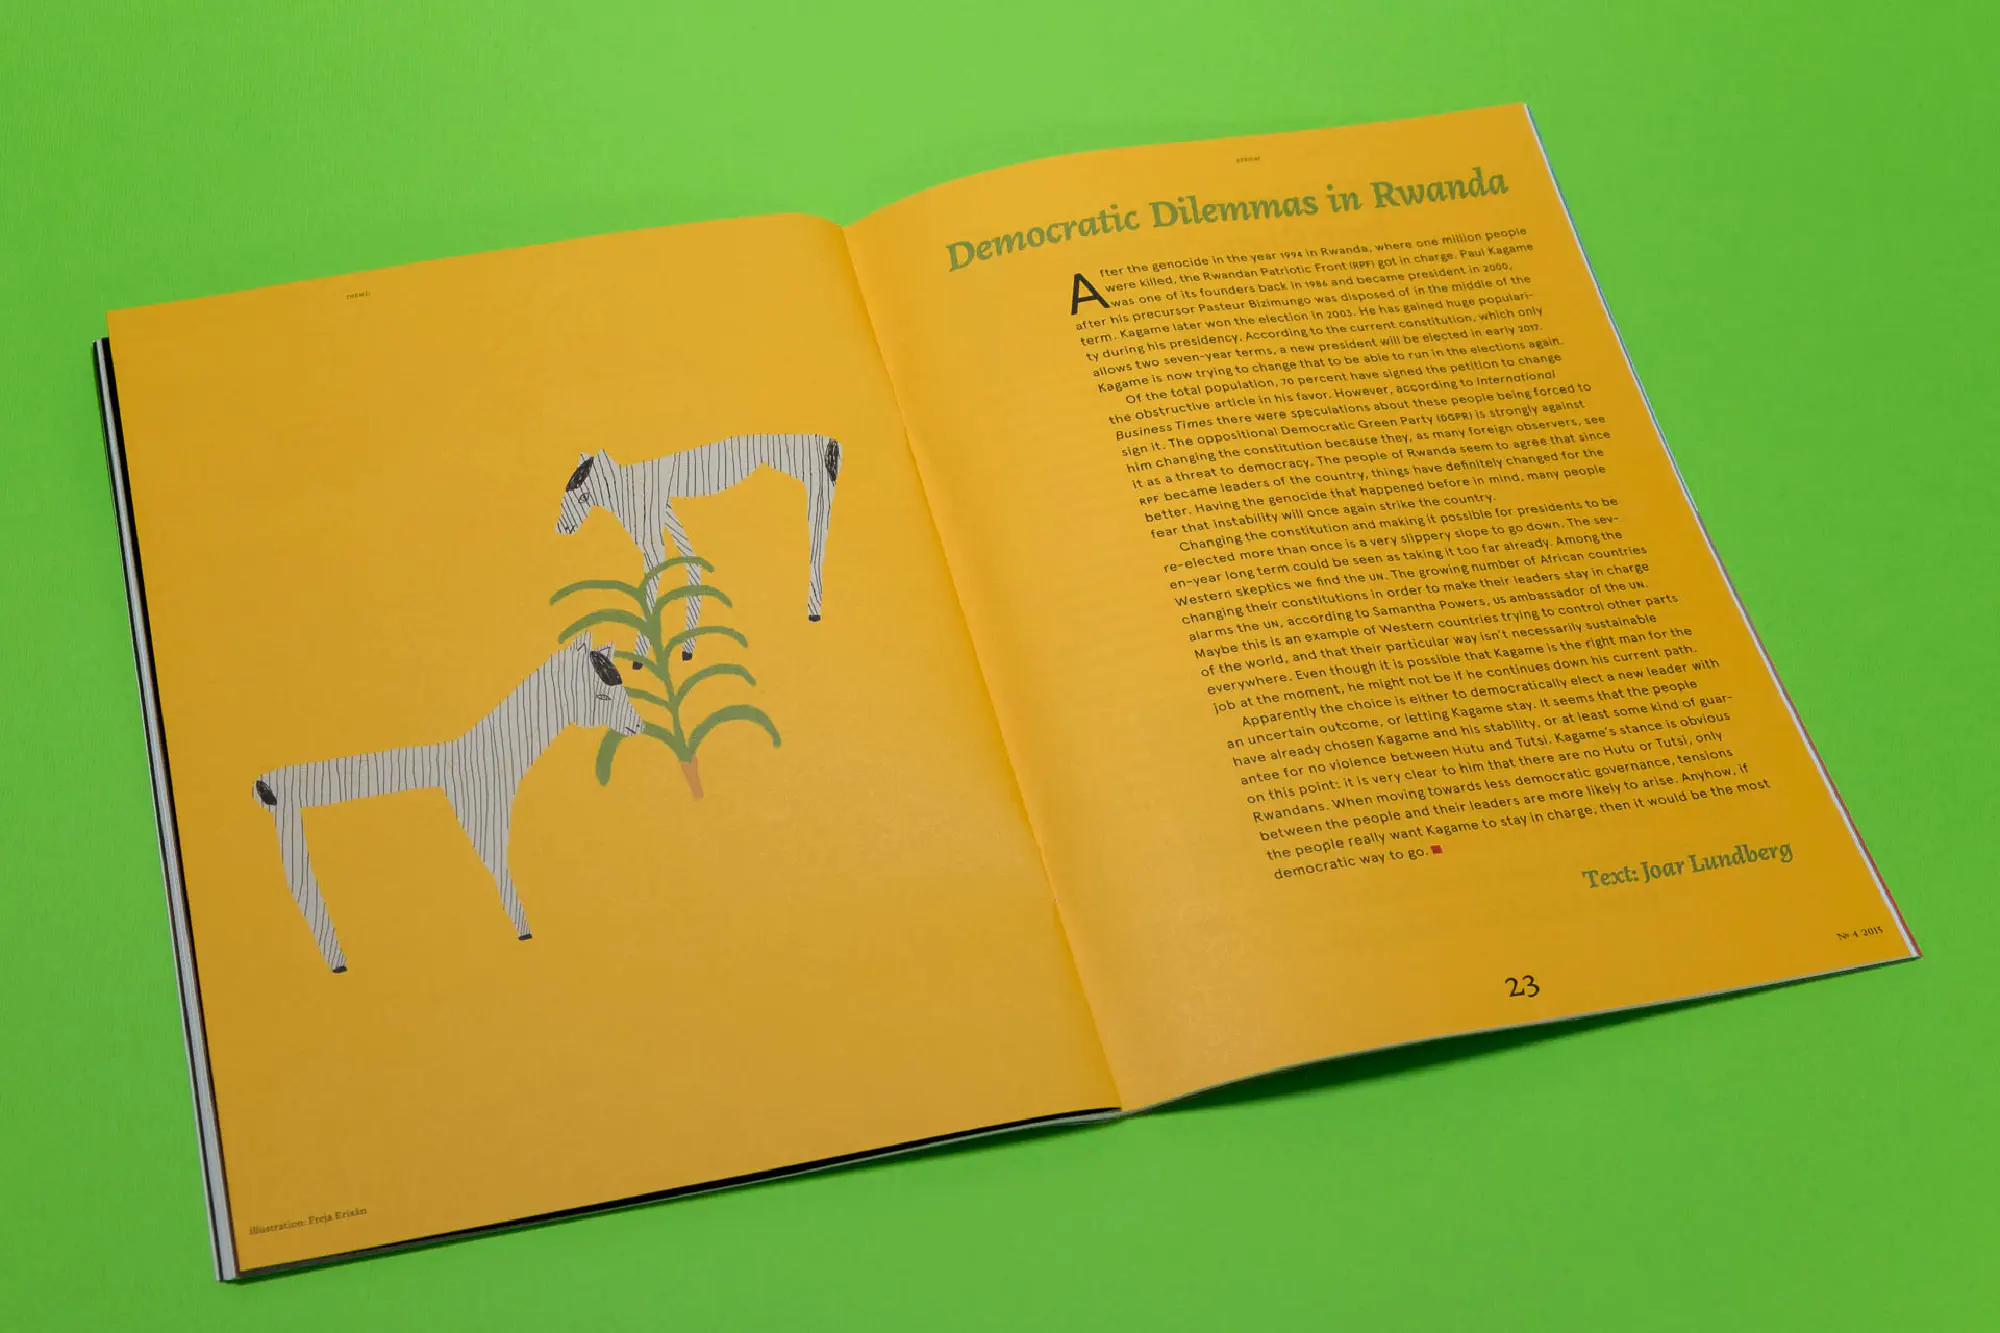 THEME:
Illustration: Freja Erixån
Democratic Dilemmas in Rwanda
After the genocide in the year 1994 in Rwanda, where one million people
were killed, the Rwandan Patriotic Front (RPF) got in charge. Paul Kagame
was one of its founders back in 1986 and became president in 2000,
after his precursor Pasteur Bizimungo was disposed of in the middle of the
term. Kagame later won the election in 2003. He has gained huge populari-
ty during his presidency. According to the current constitution, which only
allows two seven-year terms, a new president will be elected in early 2017.
Kagame is now trying to change that to be able to run in the elections again.
Of the total population, 70 percent have signed the petition to change
the obstructive article in his favor. However, according to International
Business Times there were speculations about these people being forced to
sign it. The oppositional Democratic Green Party (DGPR) is strongly against
him changing the constitution because they, as many foreign observers, see
it as a threat to democracy. The people of Rwanda seem to agree that since
RPF became leaders of the country, things have definitely changed for the
better. Having the genocide that happened before in mind, many people
fear that instability will once again strike the country.
Changing the constitution and making it possible for presidents to be
re-elected more than once is a very slippery slope to go down. The sev-
en-year long term could be seen as taking it too far already. Among the
Western skeptics we find the UN. The growing number of African countries
changing their constitutions in order to make their leaders stay in charge
alarms the UN, according to Samantha Powers, US ambassador of the UN.
Maybe this is an example of Western countries trying to control other parts
of the world, and that their particular way isn't necessarily sustainable
everywhere. Even though it is possible that Kagame is the right man for the
job at the moment, he might not be if he continues down his current path.
Apparently the choice is either to democratically elect a new leader with
an uncertain outcome, or letting Kagame stay. It seems that the people
have already chosen Kagame and his stability, or at least some kind of guar-
antee for no violence between Hutu and Tutsi. Kagame's stance is obvious
on this point: it is very clear to him that there are no Hutu or Tutsi, only
Rwandans. When moving towards less democratic governance, tensions
between the people and their leaders are more likely to arise. Anyhow, if
the people really want Kagame to stay in charge, then it would be the most
democratic way to go.
Text: Joar Lundberg
Nº 4 2015
23